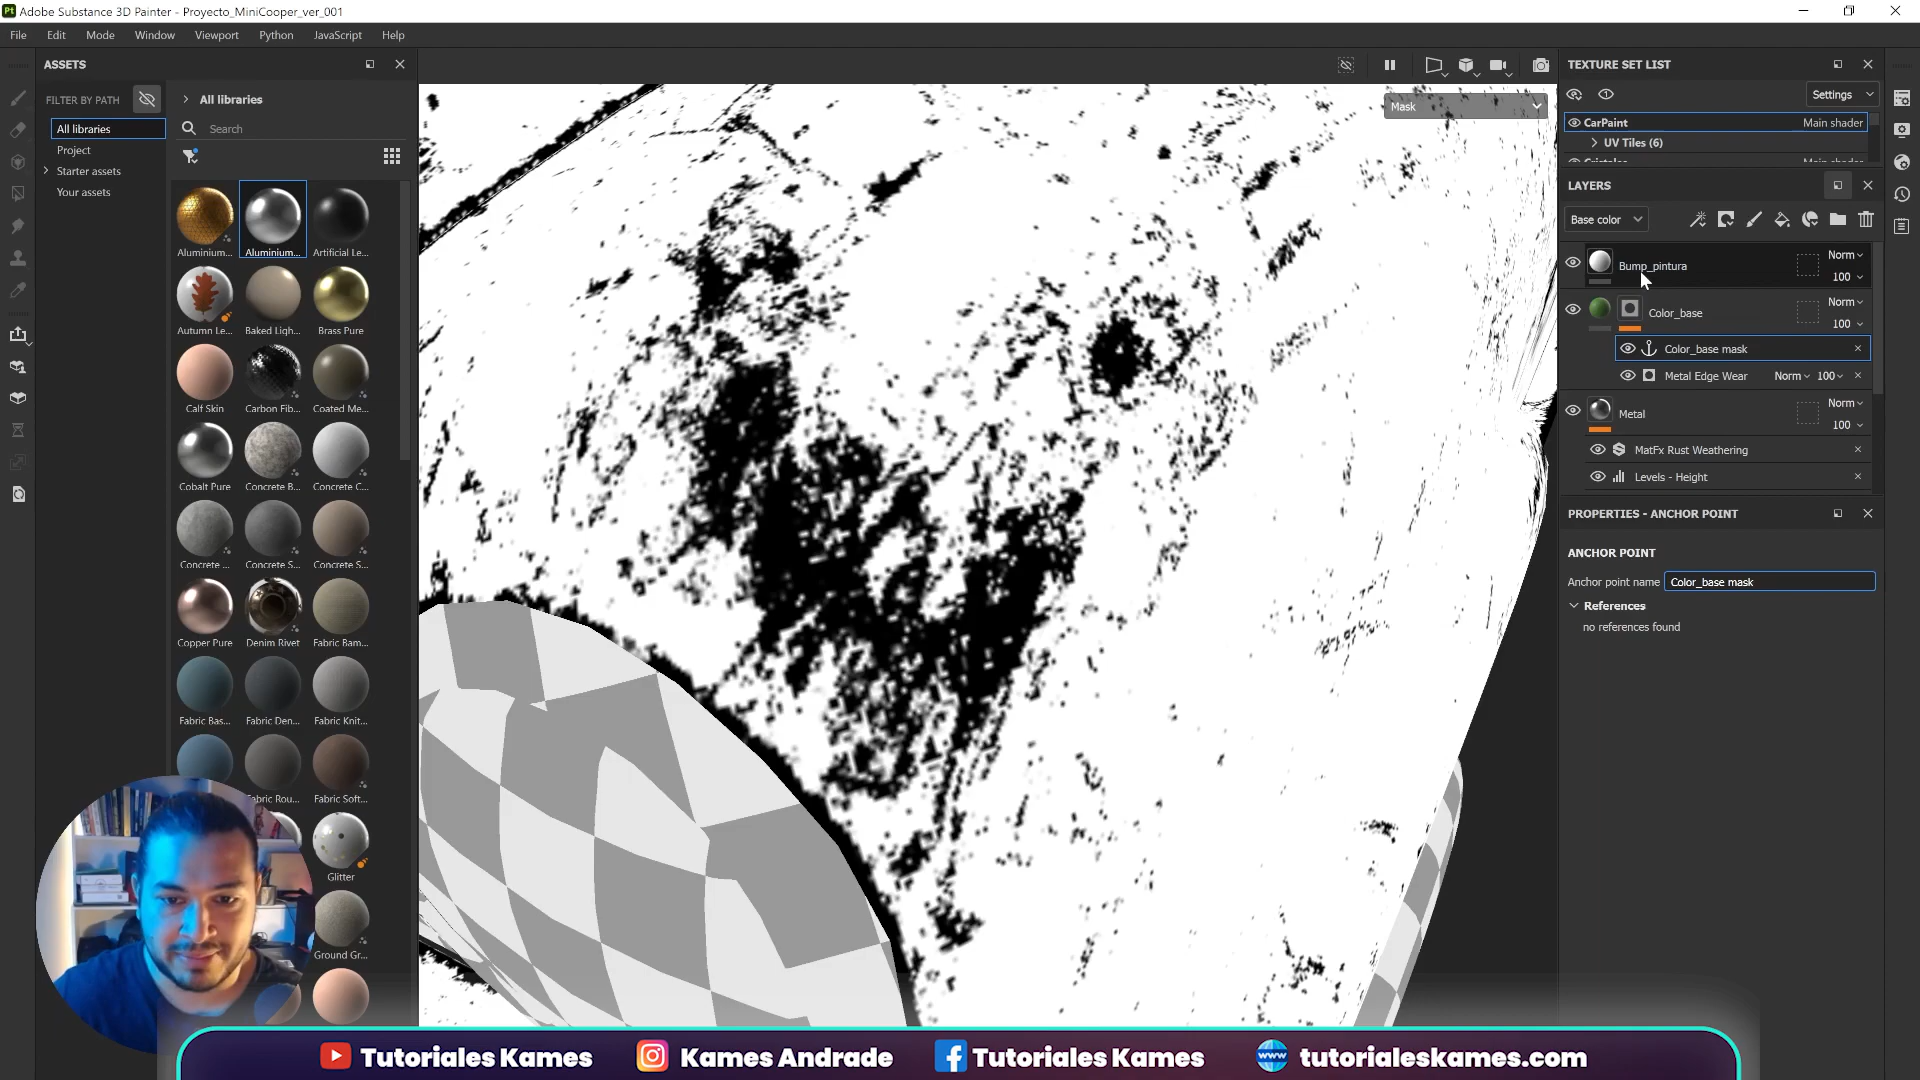 Pt Adobe Substance 3D Painter - Proyecto_MiniCooper_ver_001
File Edit Mode Window Viewport Python JavaScript Help
ASSETS
FILTER BY PATH
All libraries
Project
Starter assets
Your assets
All libraries
Search
Aluminium... Aluminium... Artificial Le...
Autumn Le... Baked Ligh... Brass Pure
Calf Skin Carbon Fib... Coated Me...
Cobalt Pure Concrete B... Concrete C...
Concrete ... Concrete S... Concrete S...
Copper Pure Denim Rivet Fabric Bam...
Fabric Bas... Fabric Den... Fabric Knit...
Fabric Rou... Fabric Soft...
Glitter
Ground Gr...
Mask
TEXTURE SET LIST
Settings
CarPaint Main shader
UV Tiles (6)
LAYERS
Base color
Bump_pintura Norm
100
Color_base Norm
100
Color_base mask
Metal Edge Wear Norm 100
Metal Norm
100
MatFx Rust Weathering
Levels - Height
PROPERTIES - ANCHOR POINT
ANCHOR POINT
Anchor point name Color_base mask
References
no references found
Tutoriales Kames Kames Andrade Tutoriales Kames www tutorialeskames.com